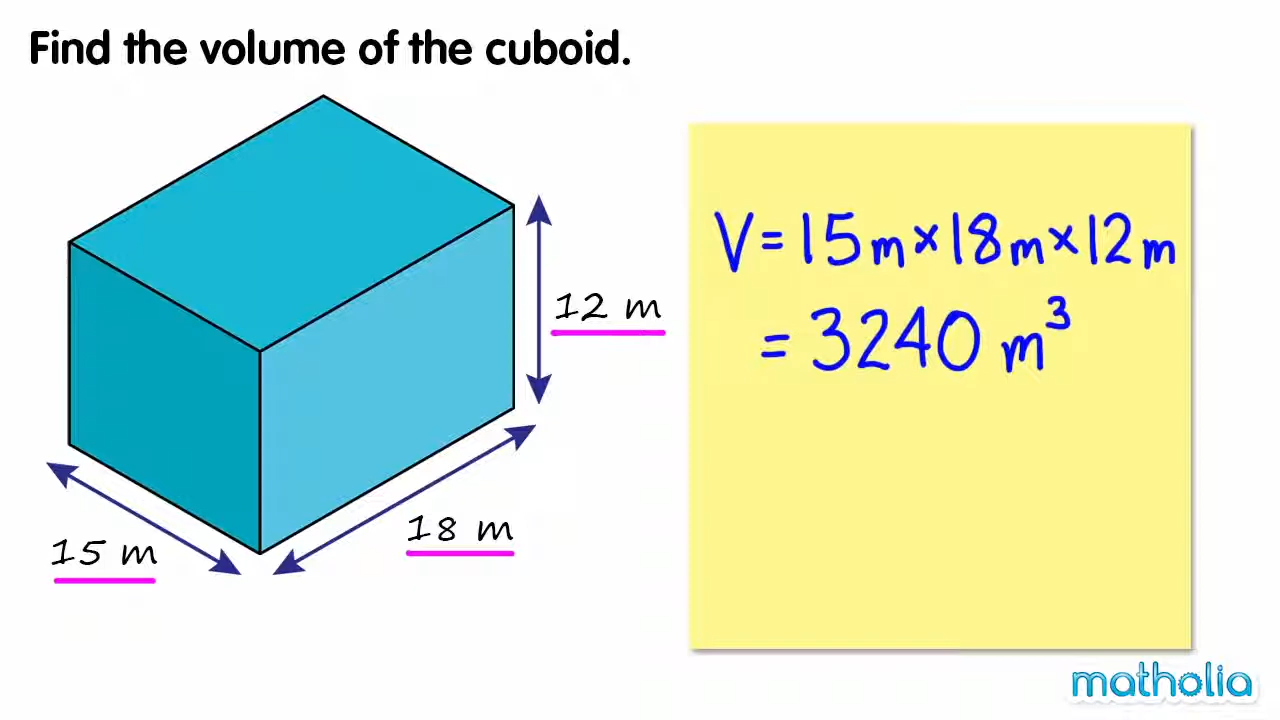 Find the volume of the cuboid.
V = 15 m × 18 m × 12 m
= 3240 m³
12 m
18 m
15 m
matholia